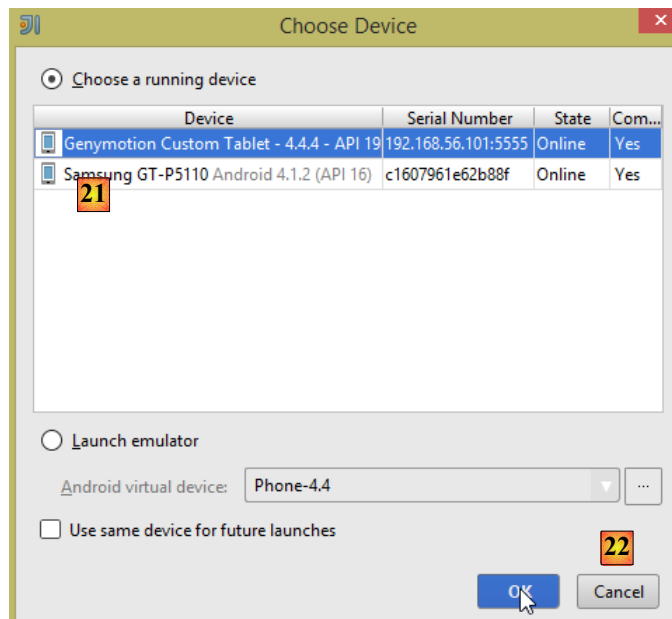 Choose Device
Choose a running device
Device Serial Number State Com...
Genymotion Custom Tablet - 4.4.4 - API 19 192.168.56.101:5555 Online Yes
Samsung GT-P5110 Android 4.1.2 (API 16) c1607961e62b88f Online Yes
21
Launch emulator
Android virtual device: Phone-4.4 ...
Use same device for future launches
22
OK Cancel